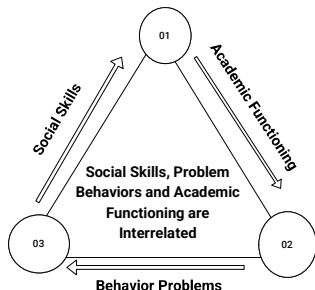 01
Social Skills
Academic Functioning
Social Skills, Problem
Behaviors and Academic
Functioning are
Interrelated
03
02
Behavior Problems